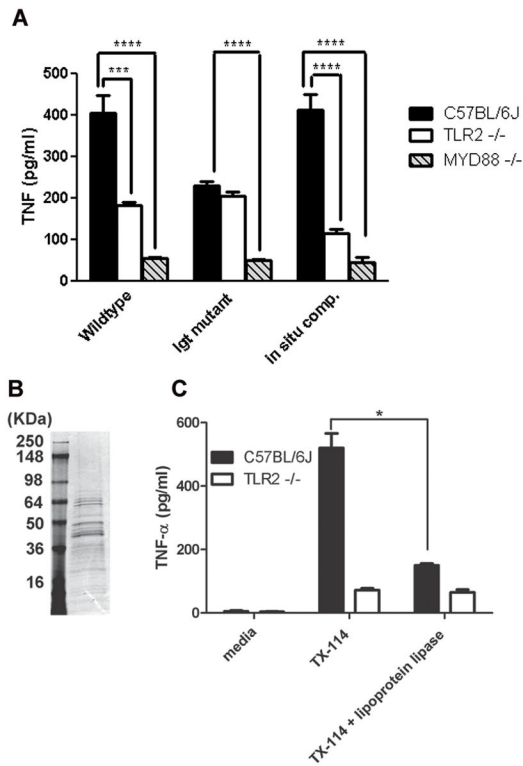 A
**** **** ****
*** ****
500
400
300
200
100
0
TNF (pg/ml)
C57BL/6J
TLR2 -/-
MYD88 -/-
Wildtype
lgt mutant
in situ comp.
B
(KDa)
250
148
98
64
50
36
16
C
*
600
400
200
0
TNF-α (pg/ml)
C57BL/6J
TLR2 -/-
media
TX-114
TX-114 + lipoprotein lipase